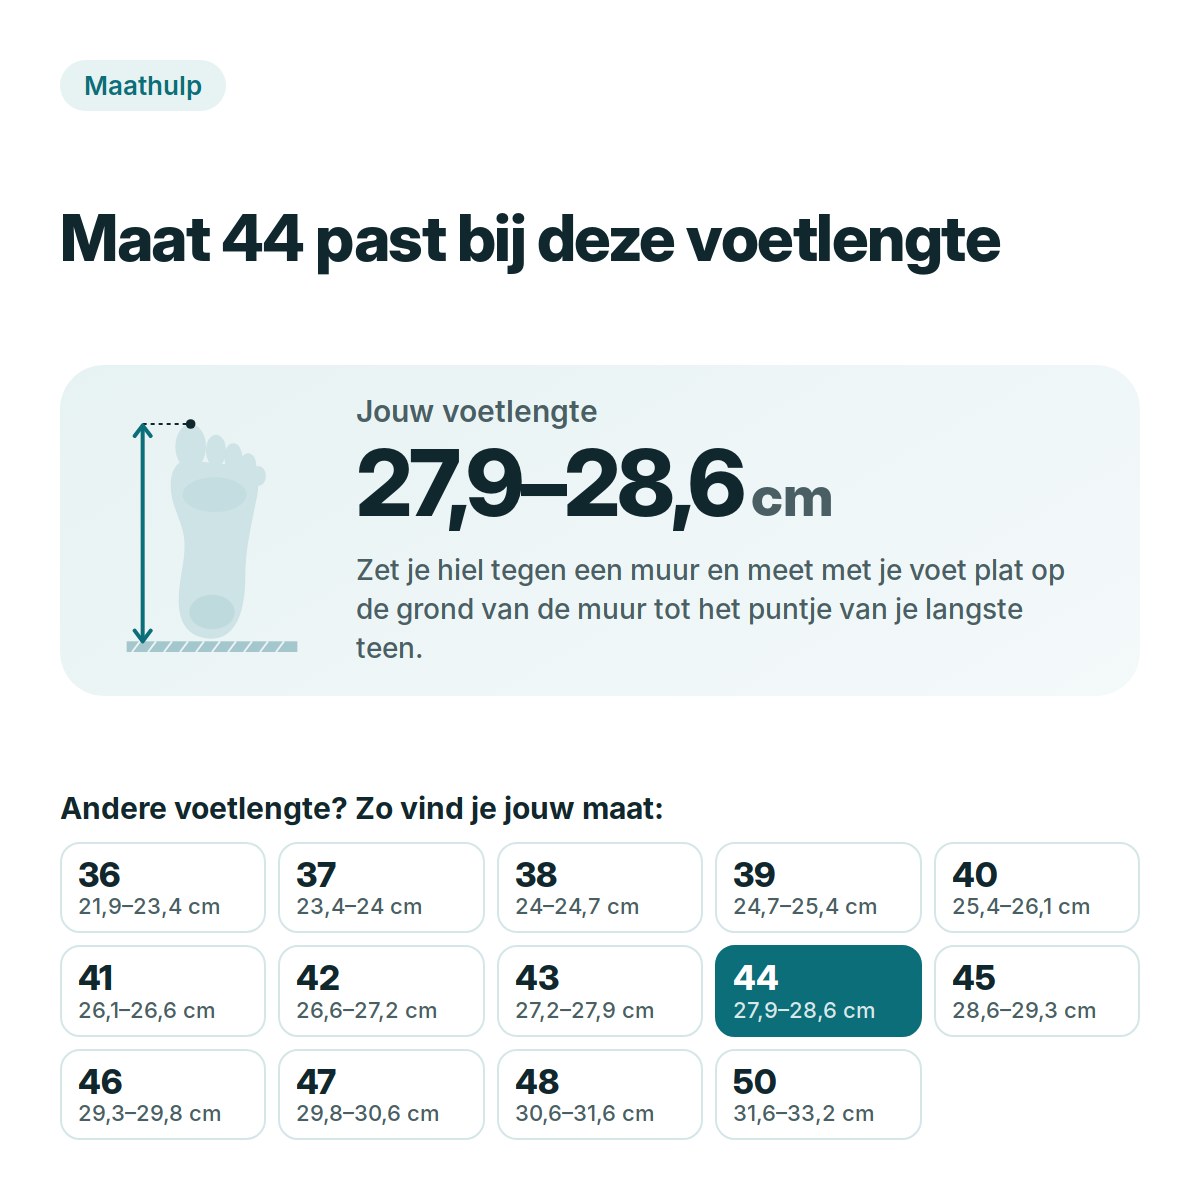 Maathulp
Maat 44 past bij deze voetlengte
Jouw voetlengte
27,9–28,6 cm
Zet je hiel tegen een muur en meet met je voet plat op
de grond van de muur tot het puntje van je langste
teen.
Andere voetlengte? Zo vind je jouw maat:
36
21,9–23,4 cm
37
23,4–24 cm
38
24–24,7 cm
39
24,7–25,4 cm
40
25,4–26,1 cm
41
26,1–26,6 cm
42
26,6–27,2 cm
43
27,2–27,9 cm
44
27,9–28,6 cm
45
28,6–29,3 cm
46
29,3–29,8 cm
47
29,8–30,6 cm
48
30,6–31,6 cm
50
31,6–33,2 cm